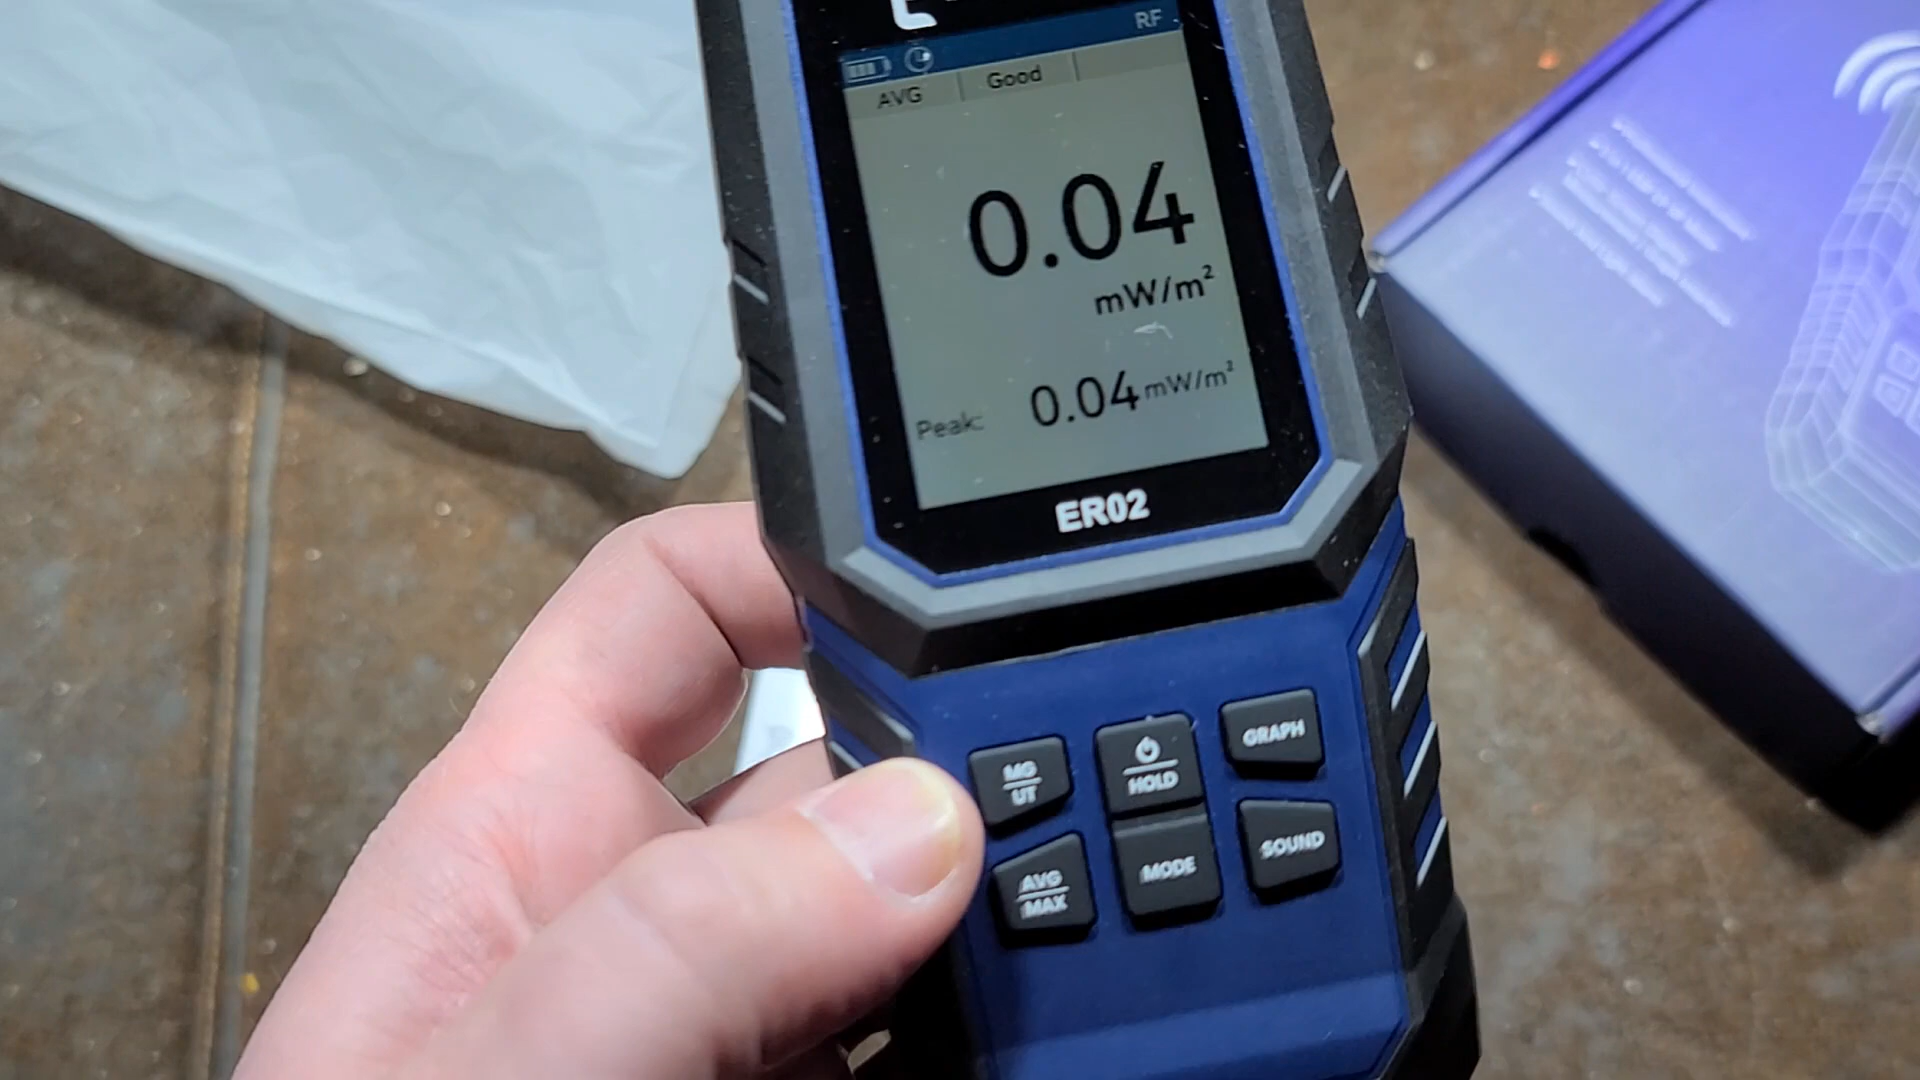 RF
AVG Good
0.04
mW/m²
Peak: 0.04 mW/m²
ER02
MG
UT
HOLD
GRAPH
AVG
MAX
MODE
SOUND